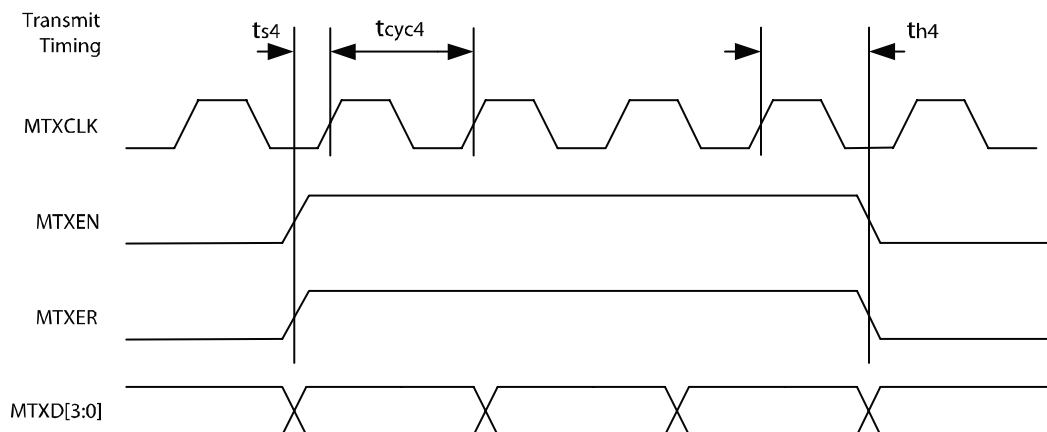 Transmit
Timing
ts4
tcyc4
th4
MTXCLK
MTXEN
MTXER
MTXD[3:0]